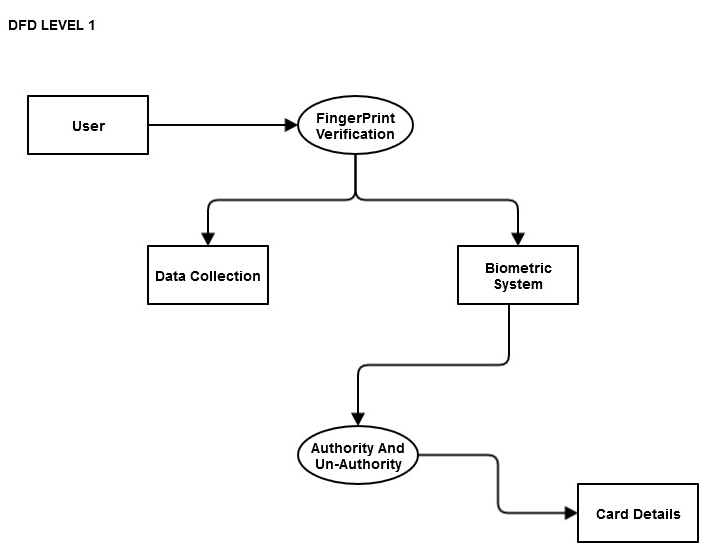 DFD LEVEL 1
User
FingerPrint
Verification
Data Collection
Biometric
System
Authority And
Un-Authority
Card Details